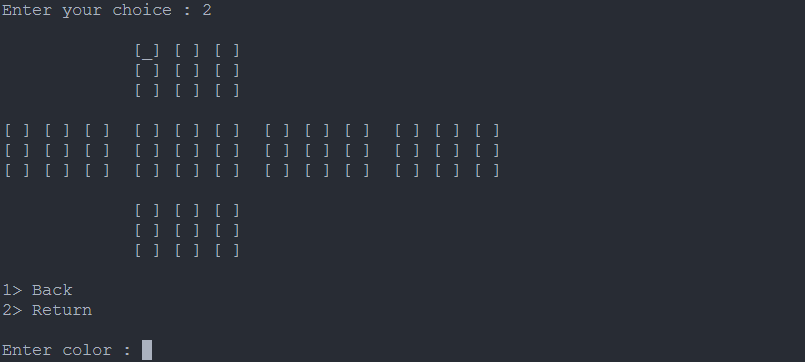 Enter your choice : 2
[_] [ ] [ ]
[ ] [ ] [ ]
[ ] [ ] [ ]
[ ] [ ] [ ]  [ ] [ ] [ ]  [ ] [ ] [ ]  [ ] [ ] [ ]
[ ] [ ] [ ]  [ ] [ ] [ ]  [ ] [ ] [ ]  [ ] [ ] [ ]
[ ] [ ] [ ]  [ ] [ ] [ ]  [ ] [ ] [ ]  [ ] [ ] [ ]
[ ] [ ] [ ]
[ ] [ ] [ ]
[ ] [ ] [ ]
1> Back
2> Return
Enter color :